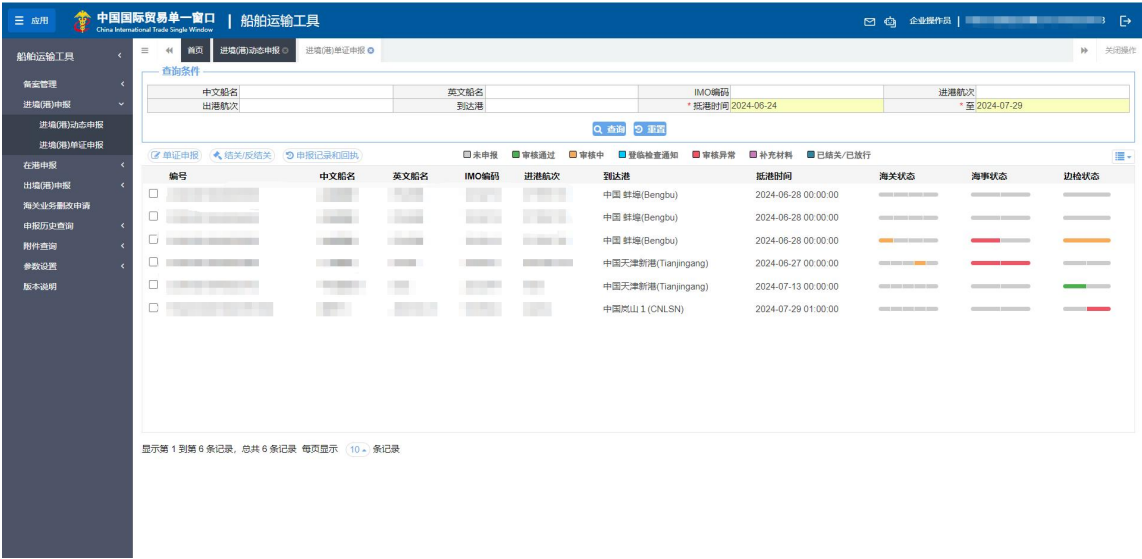 应用
中国国际贸易单一窗口 | 船舶运输工具
China International Trade Single Window
企业操作员 |
船舶运输工具
备案管理
进境(港)申报
进境(港)动态申报
进境(港)单证申报
在港申报
出境(港)申报
海关业务删改申请
申报历史查询
附件查询
参数设置
版本说明
首页 进境(港)动态申报 进境(港)单证申报 关闭操作
查询条件
中文船名 英文船名 IMO编码 进港航次
出港航次 到达港 * 抵港时间 2024-06-24 * 至 2024-07-29
查询 重置
单证申报 结关/反结关 申报记录和回执 未申报 审核通过 审核中 登临检查通知 审核异常 补充材料 已结关/已放行
编号 中文船名 英文船名 IMO编码 进港航次 到达港 抵港时间 海关状态 海事状态 边检状态
中国 蚌埠(Bengbu) 2024-06-28 00:00:00
中国 蚌埠(Bengbu) 2024-06-28 00:00:00
中国 蚌埠(Bengbu) 2024-06-28 00:00:00
中国天津新港(Tianjingang) 2024-06-27 00:00:00
中国天津新港(Tianjingang) 2024-07-13 00:00:00
中国岚山 1 (CNLSN) 2024-07-29 01:00:00
显示第 1 到第 6 条记录，总共 6 条记录 每页显示 10 条记录